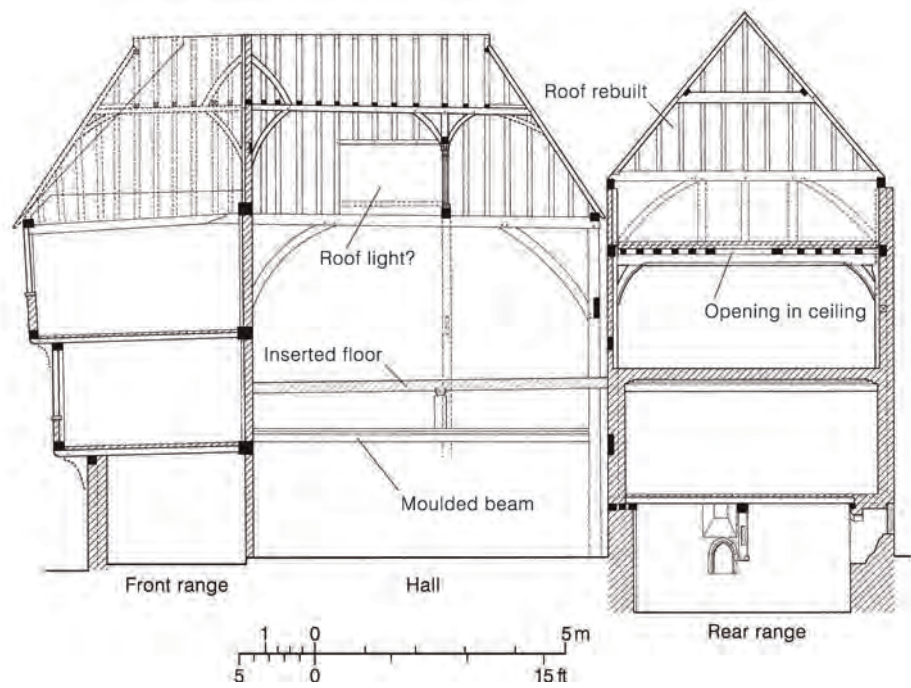 Roof rebuilt
Roof light?
Opening in ceiling
Inserted floor
Moulded beam
Front range
Hall
Rear range
1 0 5 m
5 0 15 ft